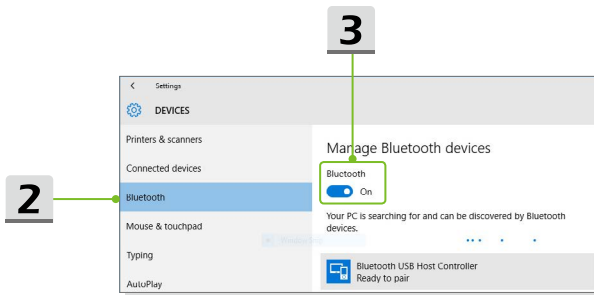 3
Settings
DEVICES
Printers & scanners
Connected devices
Bluetooth
Mouse & touchpad
Typing
AutoPlay
2
Manage Bluetooth devices
Bluetooth
On
Your PC is searching for and can be discovered by Bluetooth
devices.
Bluetooth USB Host Controller
Ready to pair